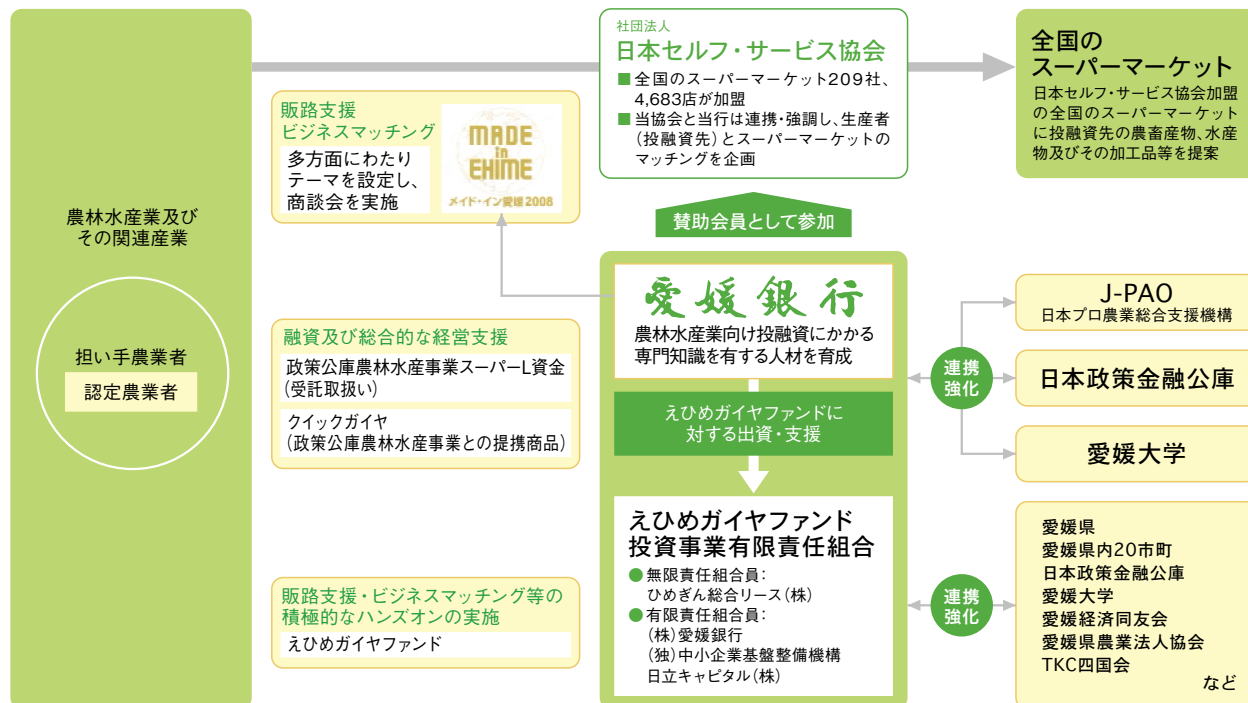 農林水産業及び
その関連産業
担い手農業者
認定農業者
販路支援
ビジネスマッチング
多方面にわたり
テーマを設定し、
商談会を実施
MADE
in
EHIME
メイド・イン愛媛2008
融資及び総合的な経営支援
政策公庫農林水産事業スーパーL資金
(受託取扱い)
クイックガイヤ
(政策公庫農林水産事業との提携商品)
販路支援・ビジネスマッチング等の
積極的なハンズオンの実施
えひめガイヤファンド
社団法人
日本セルフ・サービス協会
■全国のスーパーマーケット209社、
4,683店が加盟
■当協会と当行は連携・強調し、生産者
(投融資先)とスーパーマーケットの
マッチングを企画
賛助会員として参加
愛媛銀行
農林水産業向け投融資にかかる
専門知識を有する人材を育成
えひめガイヤファンドに
対する出資・支援
えひめガイヤファンド
投資事業有限責任組合
●無限責任組合員:
ひめぎん総合リース(株)
●有限責任組合員:
(株)愛媛銀行
(独)中小企業基盤整備機構
日立キャピタル(株)
全国の
スーパーマーケット
日本セルフ・サービス協会加盟
の全国のスーパーマーケット
に投融資先の農畜産物、水産
物及びその加工品等を提案
連携
強化
J-PAO
日本プロ農業総合支援機構
日本政策金融公庫
愛媛大学
連携
強化
愛媛県
愛媛県内20市町
日本政策金融公庫
愛媛大学
愛媛経済同友会
愛媛県農業法人協会
TKC四国会
など